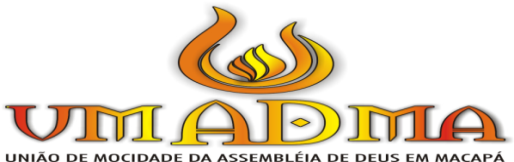 UMADMA
UNIÃO DE MOCIDADE DA ASSEMBLÉIA DE DEUS EM MACAPÁ